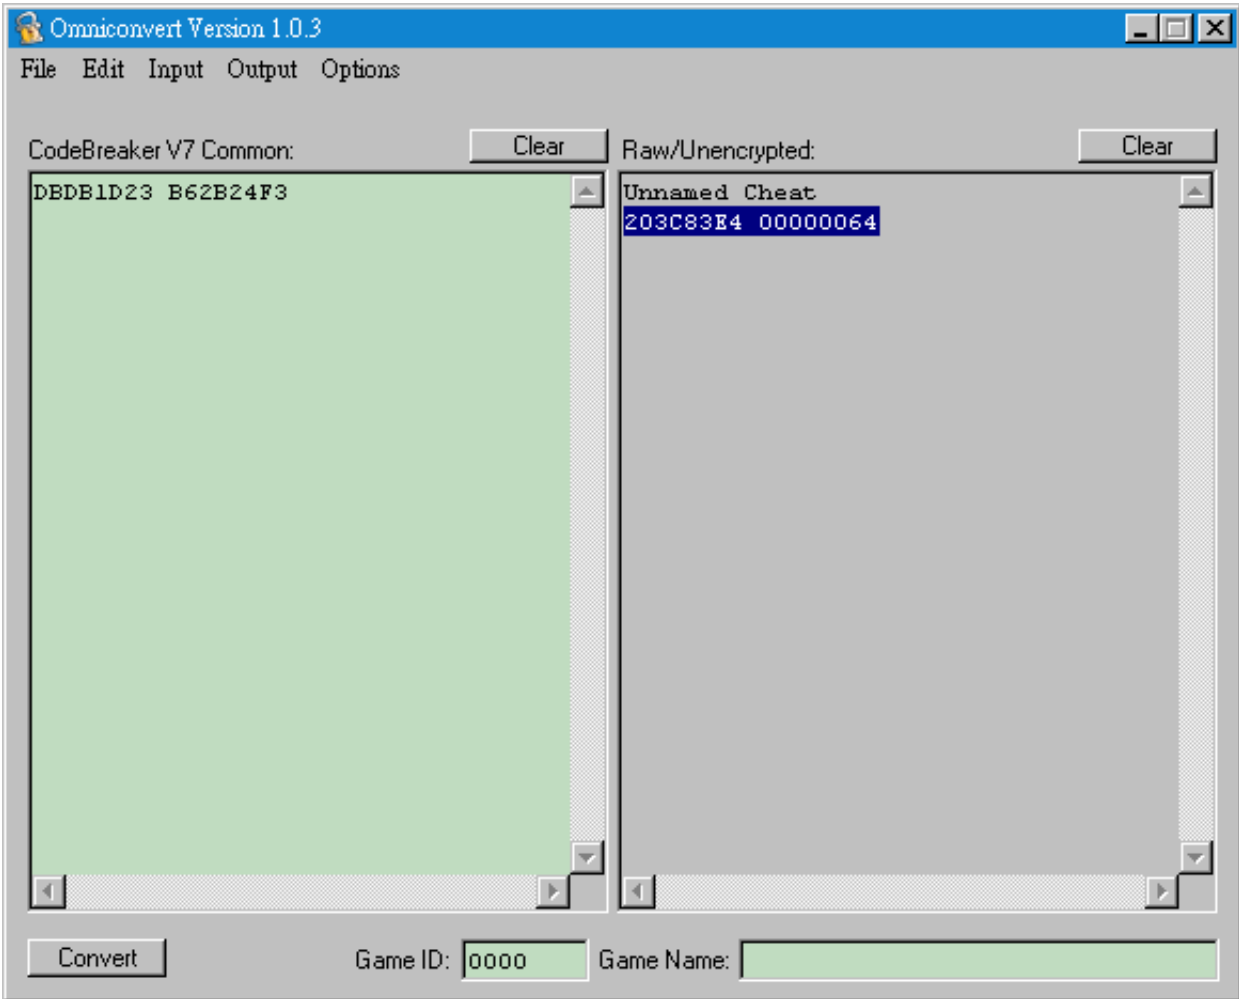 Omniconvert Version 1.0.3
File Edit Input Output Options
CodeBreaker V7 Common:
Clear
Raw/Unencrypted:
Clear
DBDB1D23 B62B24F3
Unnamed Cheat
203C83E4 00000064
Convert
Game ID: 0000
Game Name: